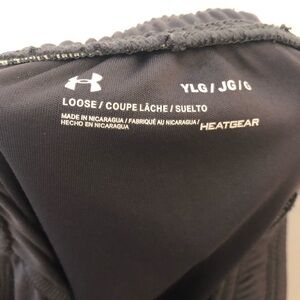 YLG / JG / G
LOOSE / COUPE LÂCHE / SUELTO
MADE IN NICARAGUA / FABRIQUÉ AU NICARAGUA /
HECHO EN NICARAGUA
HEATGEAR